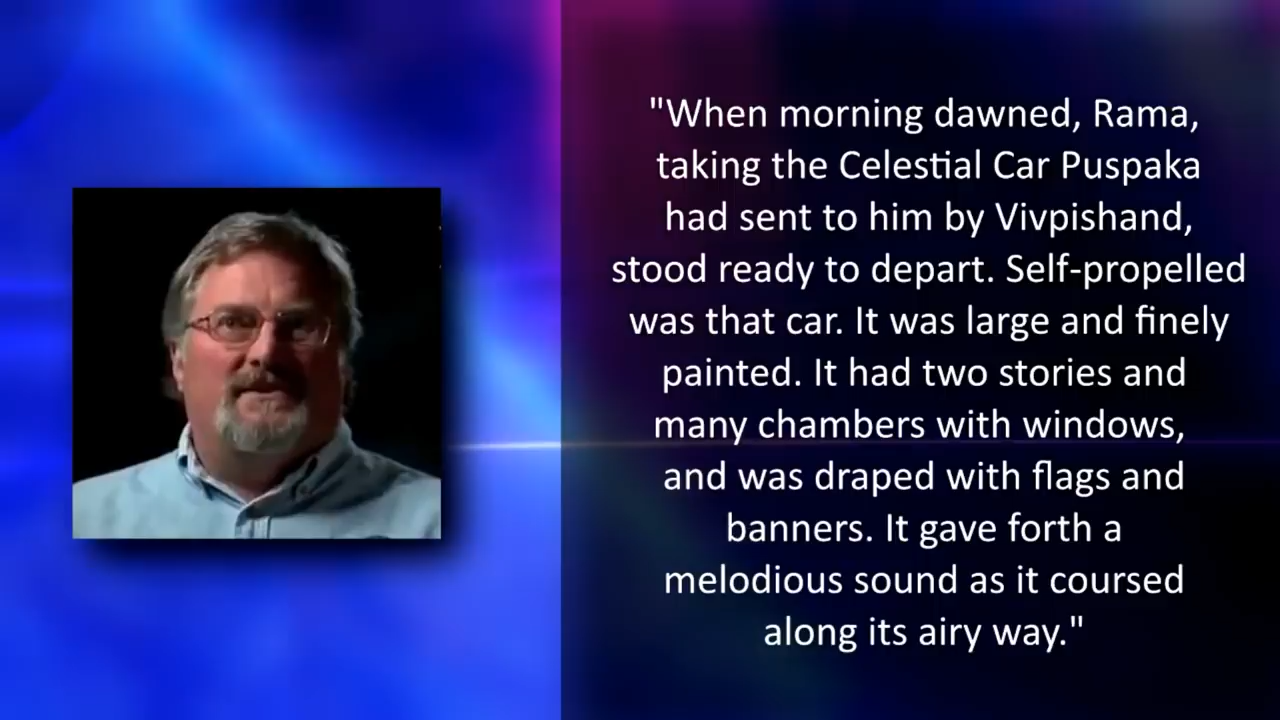 "When morning dawned, Rama,
taking the Celestial Car Puspaka
had sent to him by Vivpishand,
stood ready to depart. Self-propelled
was that car. It was large and finely
painted. It had two stories and
many chambers with windows,
and was draped with flags and
banners. It gave forth a
melodious sound as it coursed
along its airy way."